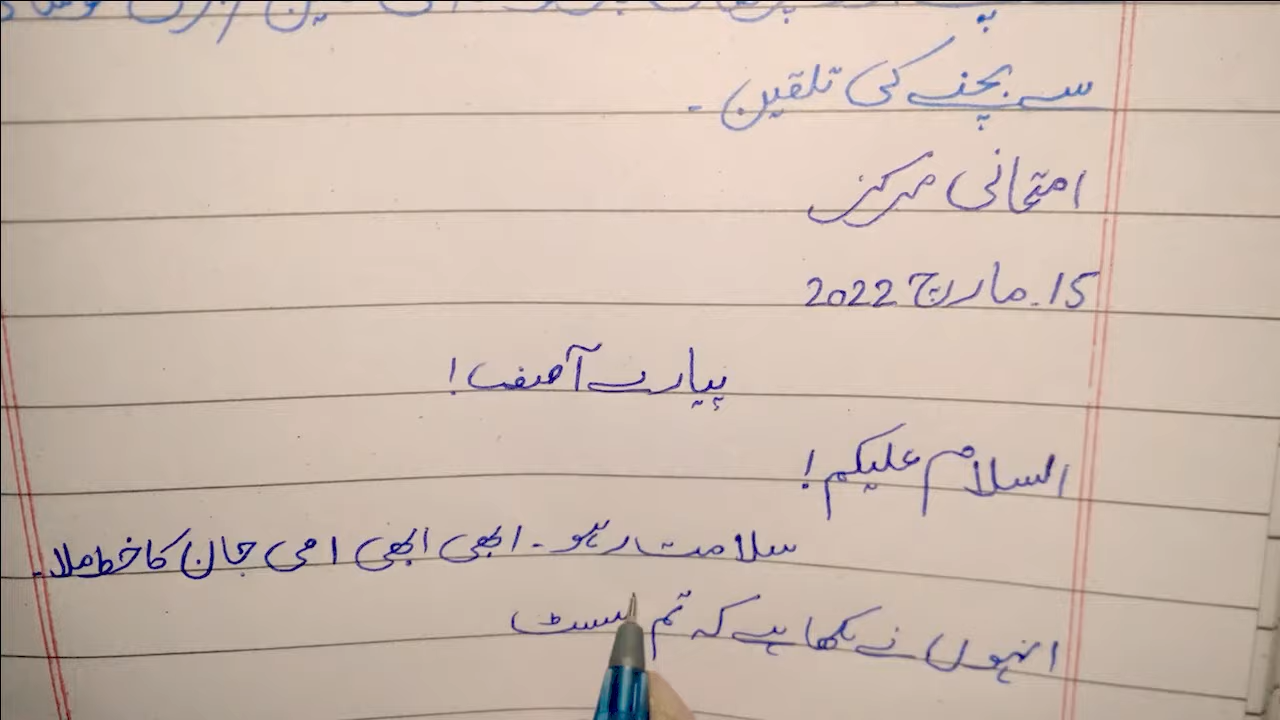 سے بچنے کی تلقین ۔
امتحانی مرکز
15۔ مارچ 2022
پیارے آصف!
السلام علیکم!
سلامت رہو ۔ ابھی ابھی امی جان کا خط ملا ۔
انہوں نے لکھا ہے کہ تم